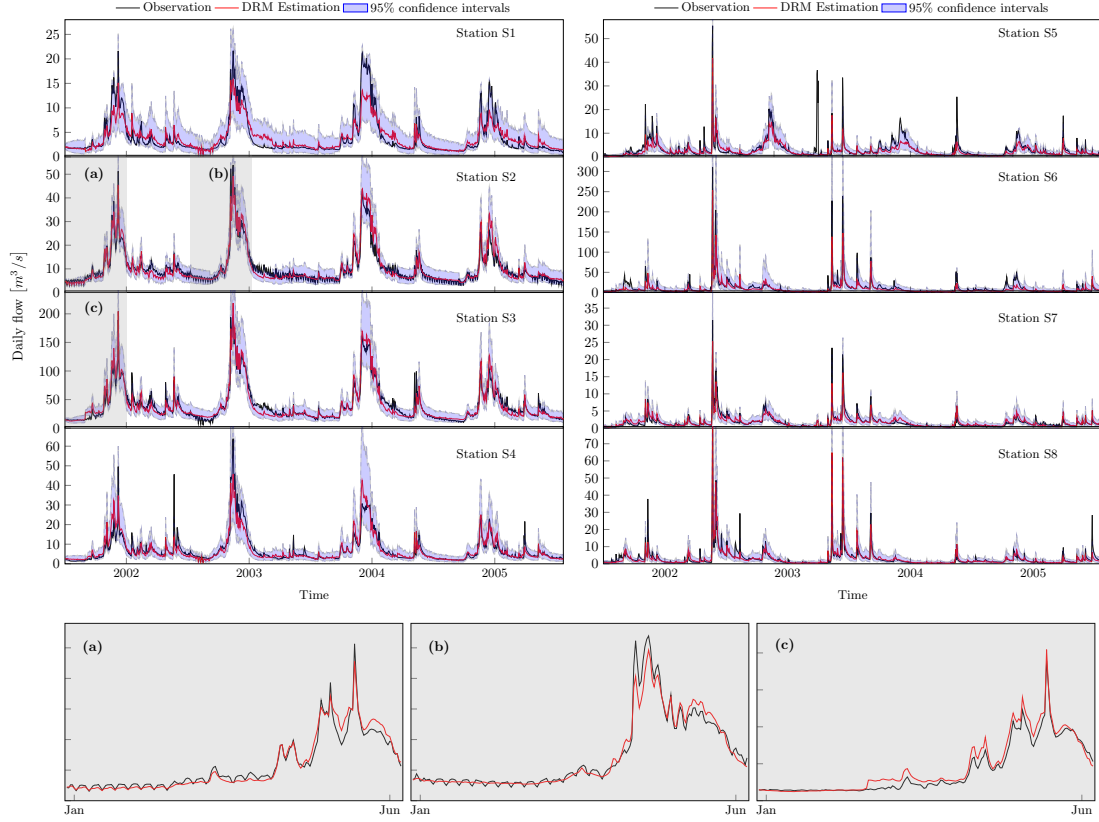 Observation DRM Estimation 95% confidence intervals
Observation DRM Estimation 95% confidence intervals
Daily flow [m³/s]
25
20
15
10
5
0
Station S1
50
40
30
20
10
0
(a)
(b)
Station S2
200
150
100
50
0
(c)
Station S3
60
50
40
30
20
10
0
Station S4
2002
2003
2004
2005
Time
50
40
30
20
10
0
Station S5
300
250
200
150
100
50
0
Station S6
35
30
25
20
15
10
5
0
Station S7
70
60
50
40
30
20
10
0
Station S8
2002
2003
2004
2005
Time
(a)
Jan
Jun
(b)
Jan
Jun
(c)
Jan
Jun